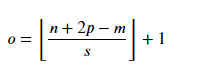 o = ⌊(n + 2p − m) / s⌋ + 1